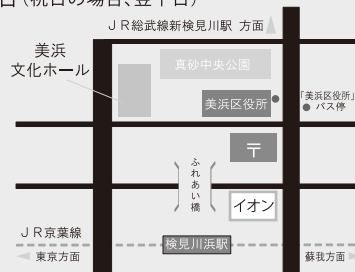 日(祝日の場合、翌平日)
JR総武線新検見川駅 方面
美浜
文化ホール
真砂中央公園
美浜区役所
「美浜区役所」
バス停
〒
ふれあい橋
イオン
JR京葉線
検見川浜駅
東京方面
蘇我方面